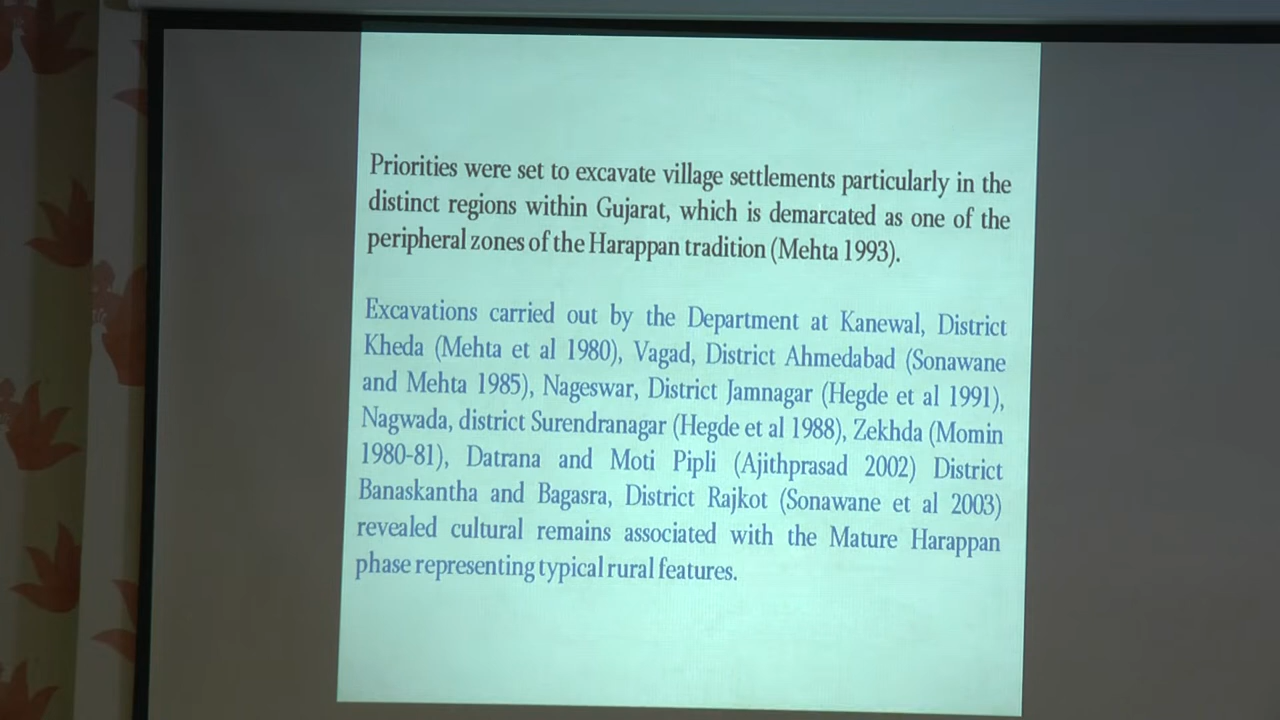 Priorities were set to excavate village settlements particularly in the
distinct regions within Gujarat, which is demarcated as one of the
peripheral zones of the Harappan tradition (Mehta 1993).
Excavations carried out by the Department at Kanewal, District
Kheda (Mehta et al 1980), Vagad, District Ahmedabad (Sonawane
and Mehta 1985), Nageswar, District Jamnagar (Hegde et al 1991),
Nagwada, district Surendranagar (Hegde et al 1988), Zekhda (Momin
1980-81), Datrana and Moti Pipli (Ajithprasad 2002) District
Banaskantha and Bagasra, District Rajkot (Sonawane et al 2003)
revealed cultural remains associated with the Mature Harappan
phase representing typical rural features.